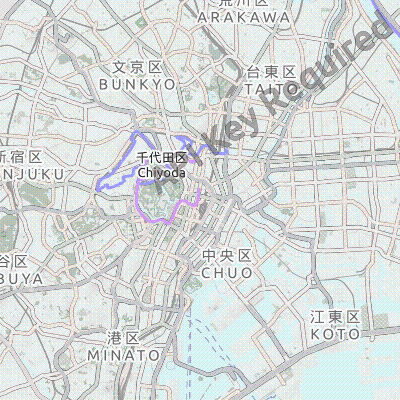 荒川区
ARAKAWA
文京区
BUNKYO
台東区
TAITO
API Key Required
千代田区
Chiyoda
新宿区
NJUKU
中央区
CHUO
谷区
BUYA
江東区
KOTO
港区
MINATO